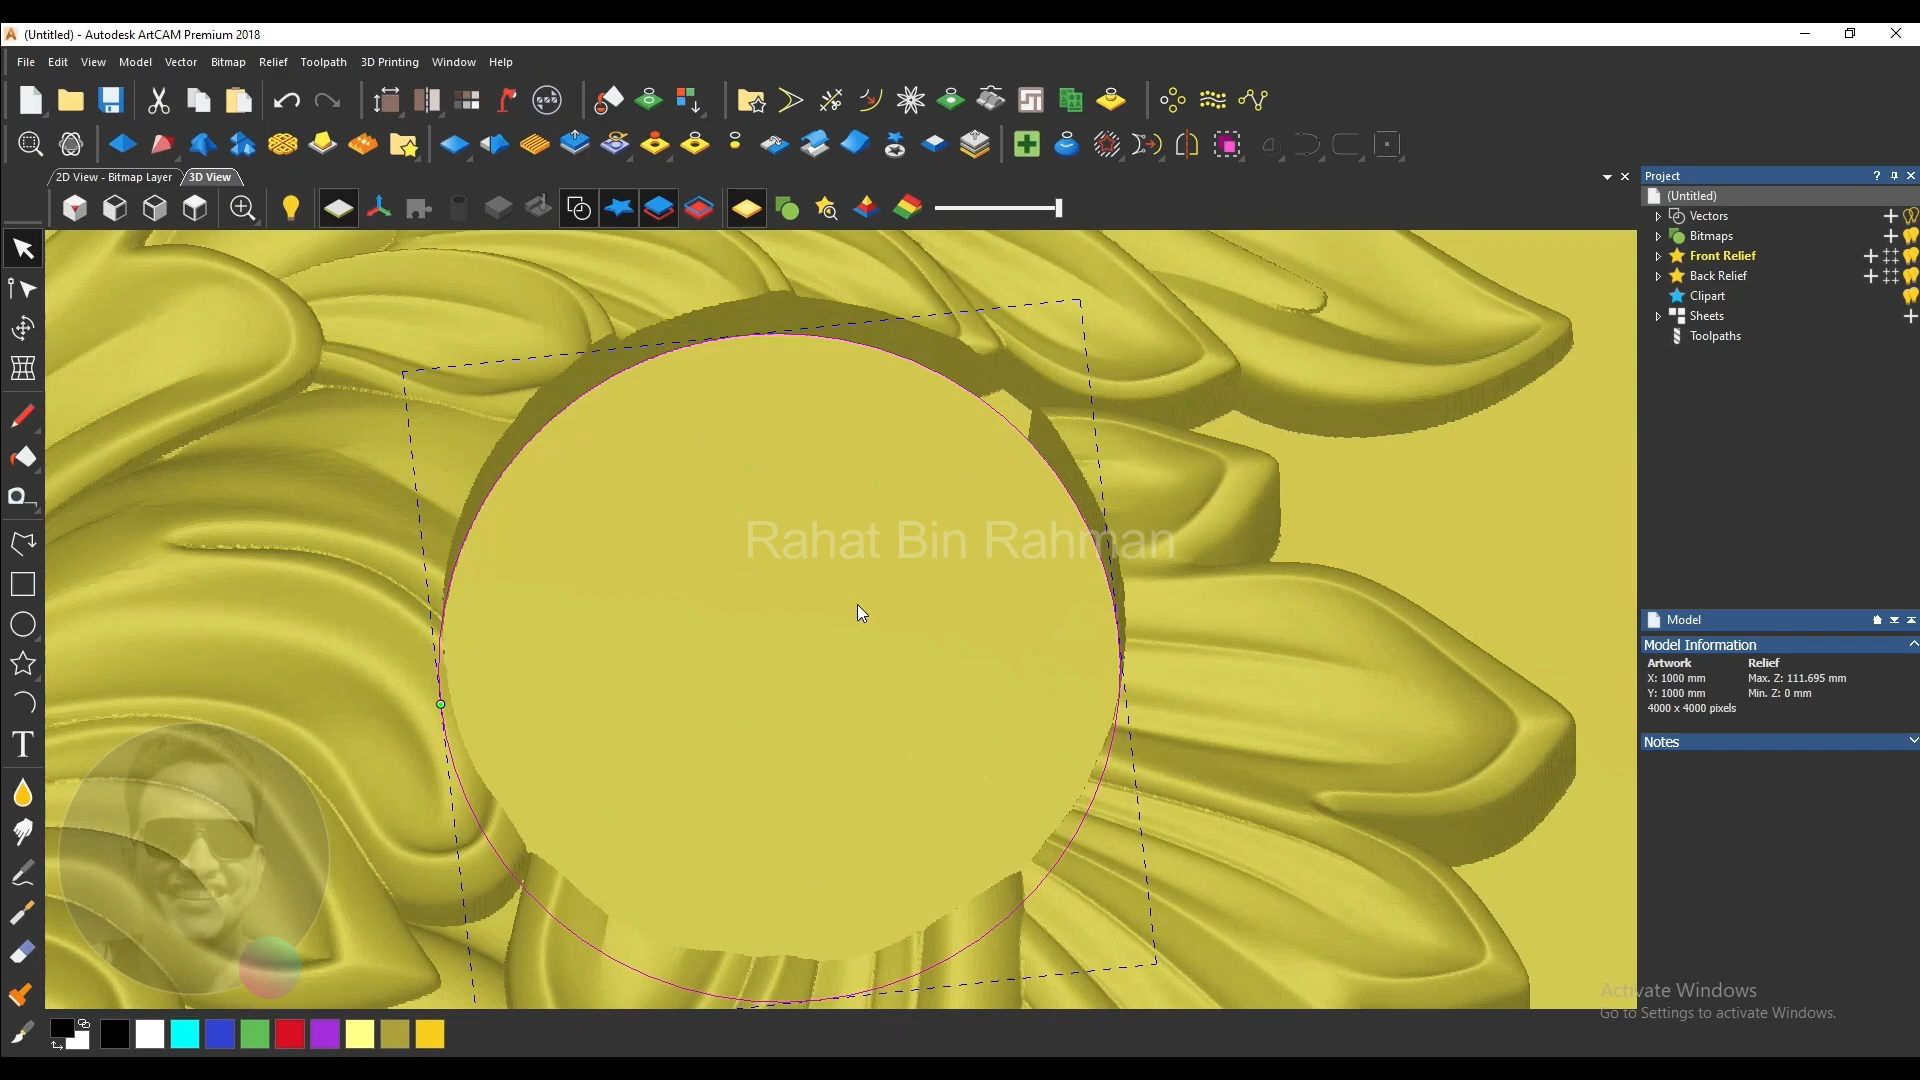 (Untitled) - Autodesk ArtCAM Premium 2018
File Edit View Model Vector Bitmap Relief Toolpath 3D Printing Window Help
2D View - Bitmap Layer 3D View
Project
(Untitled)
Vectors
Bitmaps
Front Relief
Back Relief
Clipart
Sheets
Toolpaths
Rahat Bin Rahman
Model
Model Information
Artwork Relief
X: 1000 mm Max. Z: 111.695 mm
Y: 1000 mm Min. Z: 0 mm
4000 x 4000 pixels
Notes
Activate Windows
Go to Settings to activate Windows.